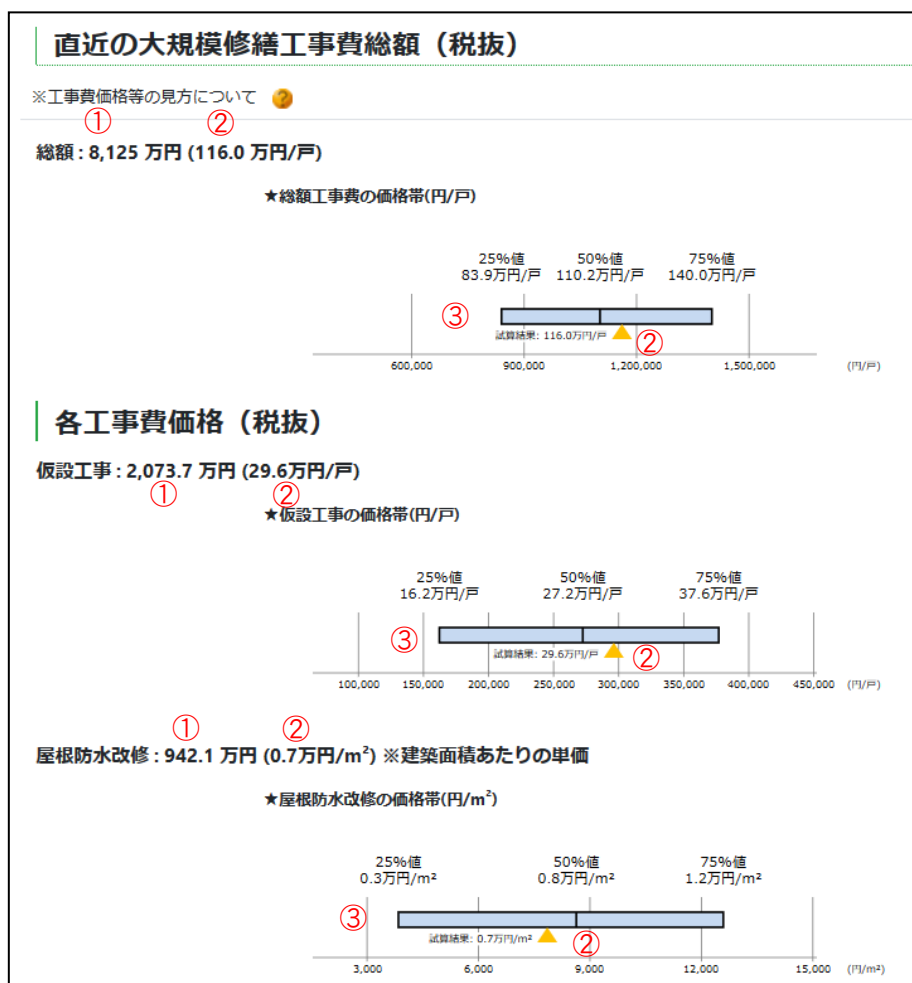 直近の大規模修繕工事費総額（税抜）
※工事費価格等の見方について ?
① ②
総額 : 8,125 万円 (116.0 万円/戸)
★総額工事費の価格帯(円/戸)
25%値 50%値 75%値
83.9万円/戸 110.2万円/戸 140.0万円/戸
③
試算結果: 116.0万円/戸 ②
600,000 900,000 1,200,000 1,500,000 (円/戸)
各工事費価格（税抜）
仮設工事 : 2,073.7 万円 (29.6万円/戸)
① ②
★仮設工事の価格帯(円/戸)
25%値 50%値 75%値
16.2万円/戸 27.2万円/戸 37.6万円/戸
③
試算結果: 29.6万円/戸 ②
100,000 150,000 200,000 250,000 300,000 350,000 400,000 450,000 (円/戸)
① ②
屋根防水改修 : 942.1 万円 (0.7万円/m²) ※建築面積あたりの単価
★屋根防水改修の価格帯(円/m²)
25%値 50%値 75%値
0.3万円/m² 0.8万円/m² 1.2万円/m²
③
試算結果: 0.7万円/m² ②
3,000 6,000 9,000 12,000 15,000 (円/m²)